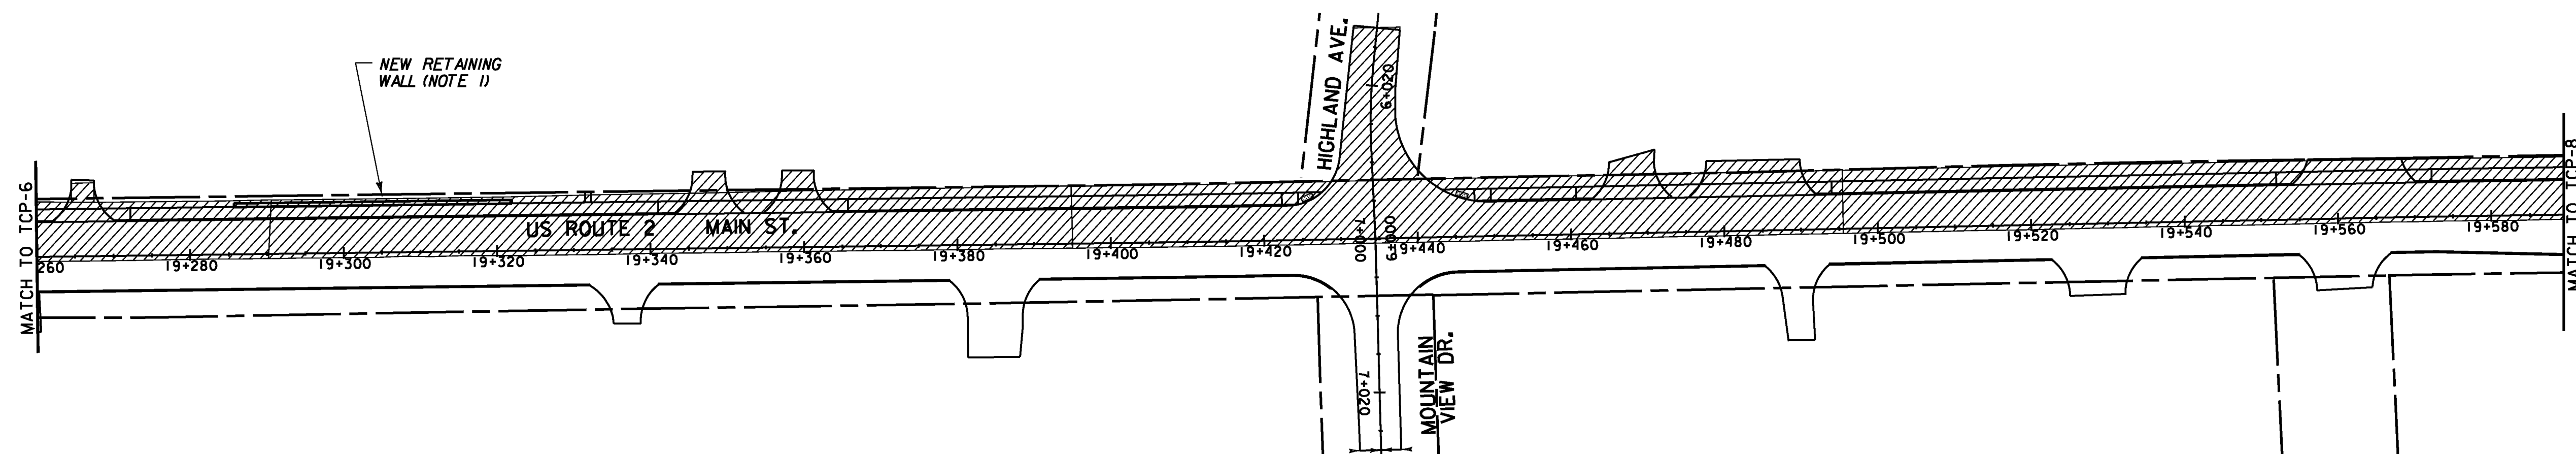 NEW RETAINING
WALL (NOTE 1)
HIGHLAND AVE.
6+020
MATCH TO TCP-6
MATCH TO TCP-8
US ROUTE 2 MAIN ST.
7+000
6+000
260
19+280
19+300
19+320
19+340
19+360
19+380
19+400
19+420
19+440
19+460
19+480
19+500
19+520
19+540
19+560
19+580
7+020
MOUNTAIN
VIEW DR.